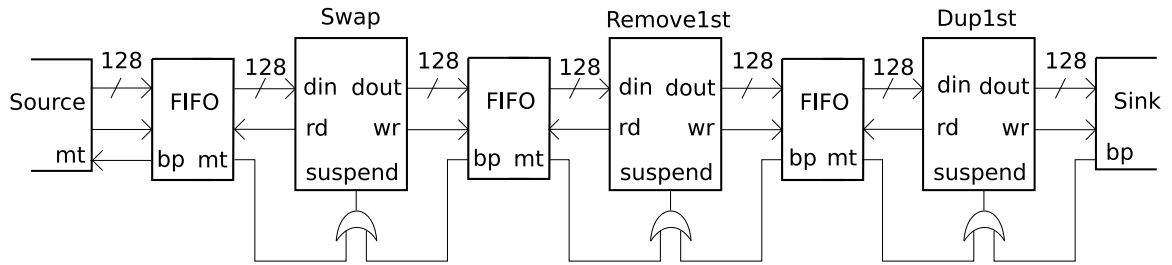 Swap
Remove1st
Dup1st
128
128
128
128
128
128
128
Source
FIFO
din
dout
FIFO
din
dout
FIFO
din
dout
Sink
rd
wr
rd
wr
rd
wr
mt
bp
mt
bp
mt
bp
mt
bp
suspend
suspend
suspend